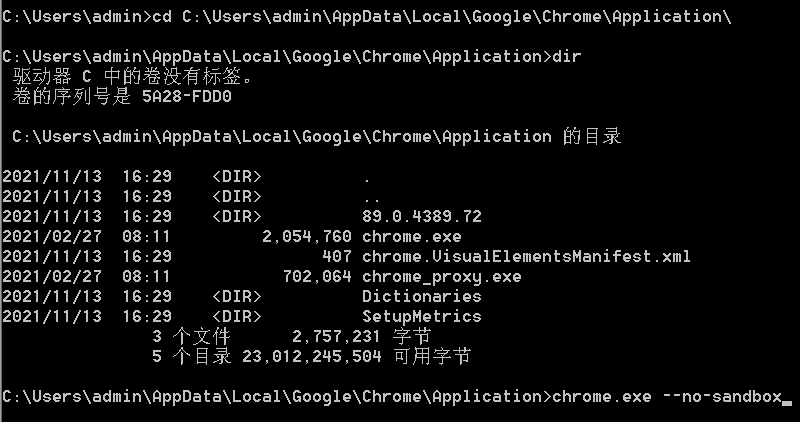 C:\Users\admin>cd C:\Users\admin\AppData\Local\Google\Chrome\Application\
C:\Users\admin\AppData\Local\Google\Chrome\Application>dir
驱动器 C 中的卷没有标签。
卷的序列号是 5A28-FDD0
C:\Users\admin\AppData\Local\Google\Chrome\Application 的目录
2021/11/13  16:29    <DIR>          .
2021/11/13  16:29    <DIR>          ..
2021/11/13  16:29    <DIR>          89.0.4389.72
2021/02/27  08:11         2,054,760 chrome.exe
2021/11/13  16:29               407 chrome.VisualElementsManifest.xml
2021/02/27  08:11           702,064 chrome_proxy.exe
2021/11/13  16:29    <DIR>          Dictionaries
2021/11/13  16:29    <DIR>          SetupMetrics
3 个文件      2,757,231 字节
5 个目录 23,012,245,504 可用字节
C:\Users\admin\AppData\Local\Google\Chrome\Application>chrome.exe --no-sandbox_